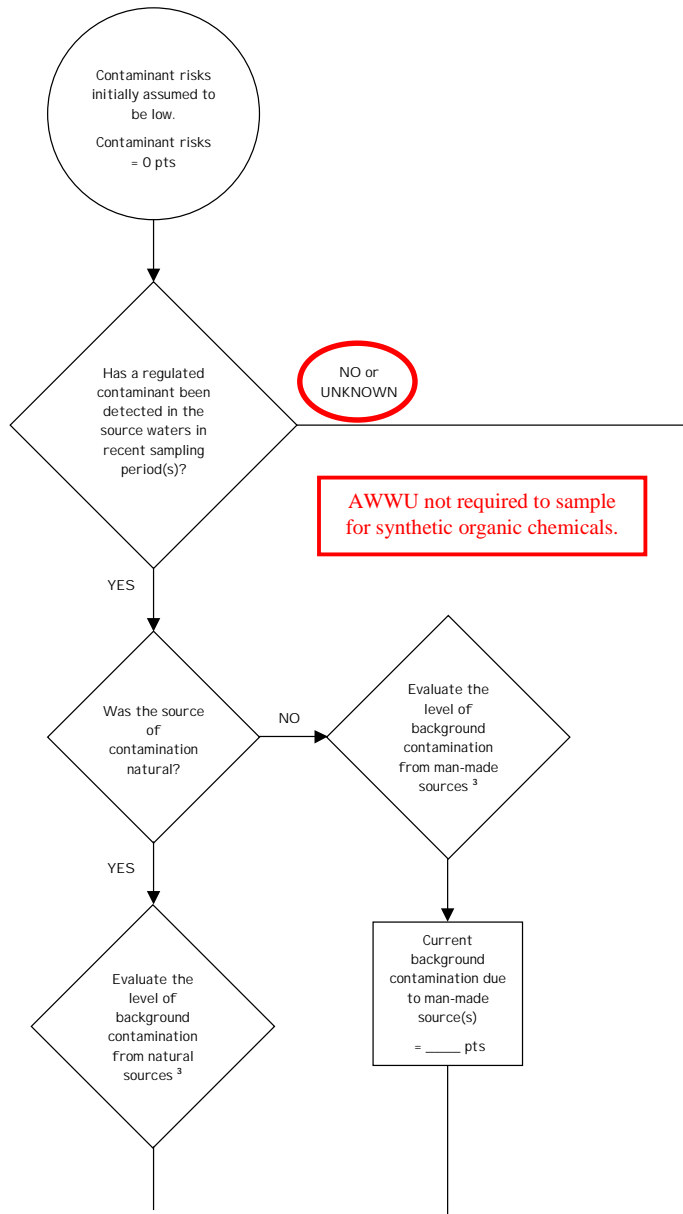 Contaminant risks
initially assumed to
be low.
Contaminant risks
= 0 pts
Has a regulated
contaminant been
detected in the
source waters in
recent sampling
period(s)?
NO or
UNKNOWN
AWWU not required to sample
for synthetic organic chemicals.
YES
Was the source
of
contamination
natural?
NO
Evaluate the
level of
background
contamination
from man-made
sources ³
YES
Evaluate the
level of
background
contamination
from natural
sources ³
Current
background
contamination due
to man-made
source(s)
= _____ pts